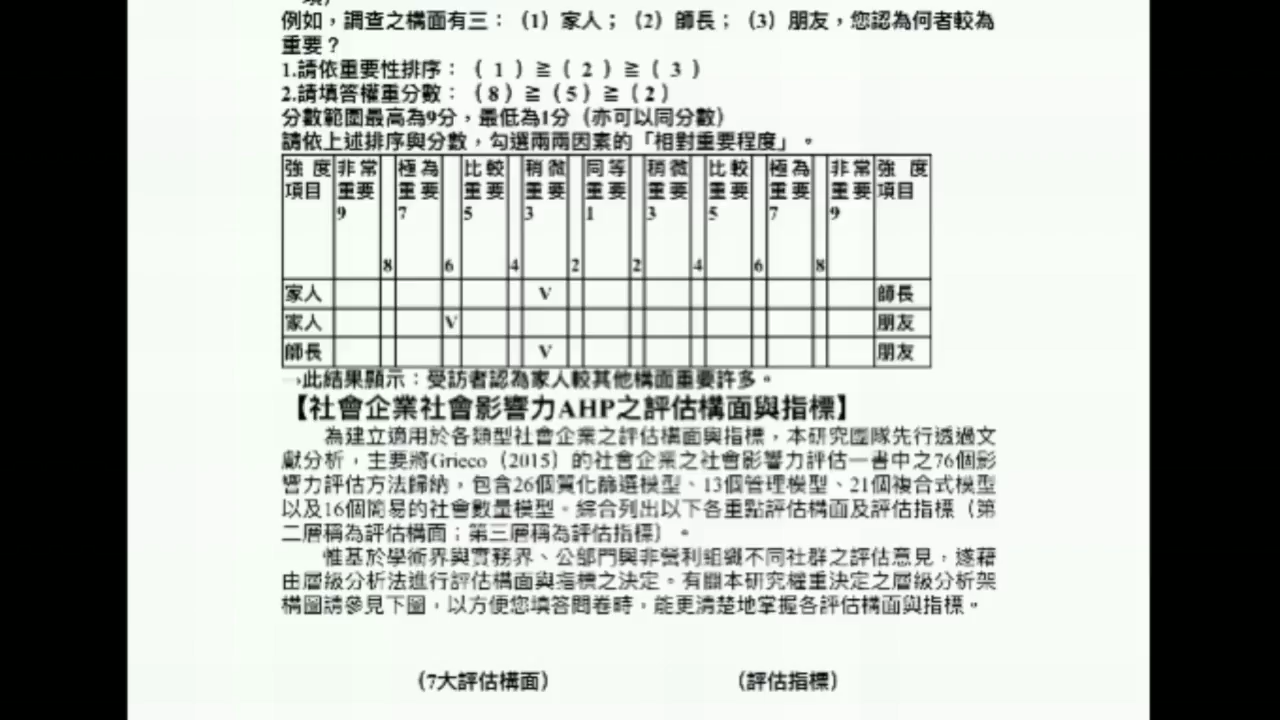 例如，調查之構面有三：（1）家人；（2）師長；（3）朋友，您認為何者較為
重要？
1.請依重要性排序：（ 1 ）≧（ 2 ）≧（ 3 ）
2.請填答權重分數：（ 8 ）≧（ 5 ）≧（ 2 ）
分數範圍最高為9分，最低為1分（亦可以同分數）
請依上述排序與分數，勾選兩兩因素的「相對重要程度」。
強度 非常 極為 比較 稍微 同等 稍微 比較 極為 非常 強度
項目 重要 重要 重要 重要 重要 重要 重要 重要 重要 項目
9 7 5 3 1 3 5 7 9
8 6 4 2 2 4 6 8
家人 V 師長
家人 V 朋友
師長 V 朋友
→此結果顯示：受訪者認為家人較其他構面重要許多。
【社會企業社會影響力AHP之評估構面與指標】
為建立適用於各類型社會企業之評估構面與指標，本研究團隊先行透過文
獻分析，主要將Grieco（2015）的社會企業之社會影響力評估一書中之76個影
響力評估方法歸納，包含26個質化篩選模型、13個管理模型、21個複合式模型
以及16個簡易的社會數量模型。綜合列出以下各重點評估構面及評估指標（第
二層稱為評估構面；第三層稱為評估指標）。
惟基於學術界與實務界、公部門與非營利組織不同社群之評估意見，遂藉
由層級分析法進行評估構面與指標之決定。有關本研究權重決定之層級分析架
構圖請參見下圖，以方便您填答問卷時，能更清楚地掌握各評估構面與指標。
（7大評估構面） （評估指標）